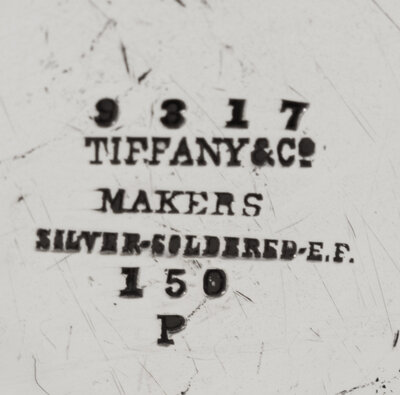 9317
TIFFANY & Cº
MAKERS
SILVER-SOLDERED-E.F.
150
P